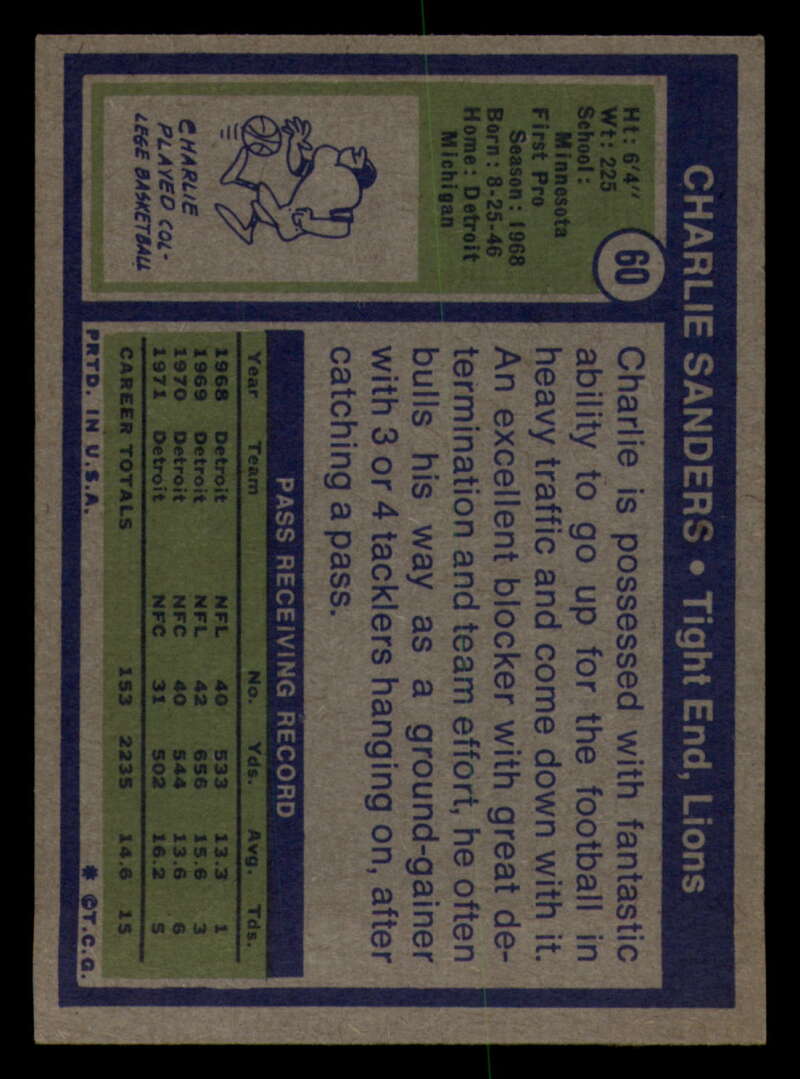 CHARLIE SANDERS • Tight End, Lions
60
Ht: 6'4"
Wt: 225
School:
Minnesota
First Pro
Season: 1968
Born: 8-25-46
Home: Detroit
Michigan
CHARLIE
PLAYED COL-
LEGE BASKETBALL
Charlie is possessed with fantastic
ability to go up for the football in
heavy traffic and come down with it.
An excellent blocker with great de-
termination and team effort, he often
bulls his way as a ground-gainer
with 3 or 4 tacklers hanging on, after
catching a pass.
PASS RECEIVING RECORD
Year Team No. Yds. Avg. Tds.
1968 Detroit NFL 40 533 13.3 1
1969 Detroit NFL 42 656 15.6 3
1970 Detroit NFC 40 544 13.6 6
1971 Detroit NFC 31 502 16.2 5
CAREER TOTALS 153 2235 14.6 15
PRTD. IN U.S.A. * ©T.C.G.